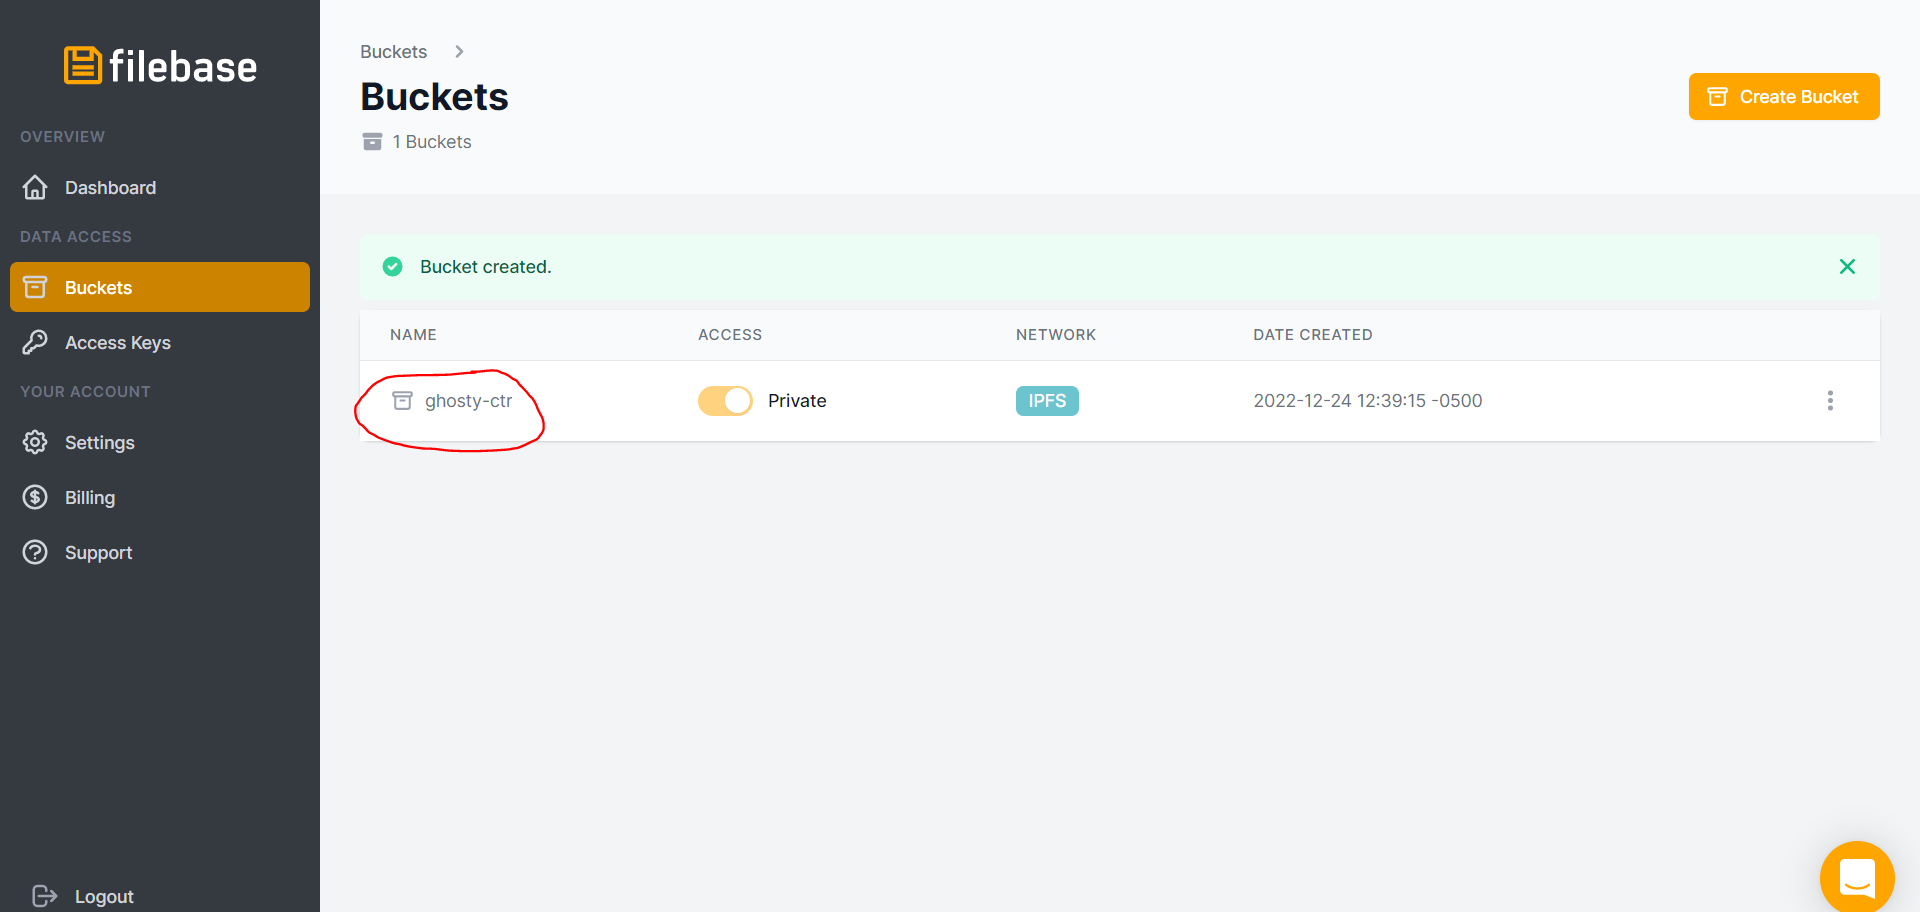 filebase
OVERVIEW
Dashboard
DATA ACCESS
Buckets
Access Keys
YOUR ACCOUNT
Settings
Billing
Support
Logout
Buckets
Buckets
1 Buckets
Create Bucket
Bucket created.
NAME ACCESS NETWORK DATE CREATED
ghosty-ctr Private IPFS 2022-12-24 12:39:15 -0500